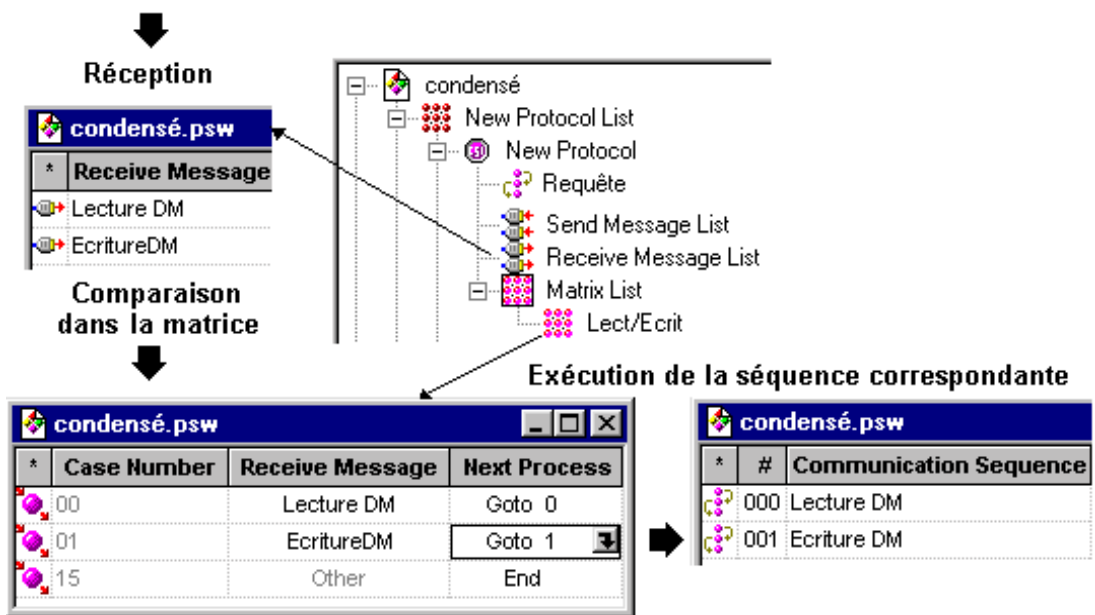 Réception
condensé.psw
* Receive Message
Lecture DM
EcritureDM
condensé
New Protocol List
New Protocol
Requête
Send Message List
Receive Message List
Matrix List
Lect/Ecrit
Comparaison
dans la matrice
Exécution de la séquence correspondante
condensé.psw
* Case Number Receive Message Next Process
00 Lecture DM Goto 0
01 EcritureDM Goto 1
15 Other End
condensé.psw
* # Communication Sequence
000 Lecture DM
001 Ecriture DM